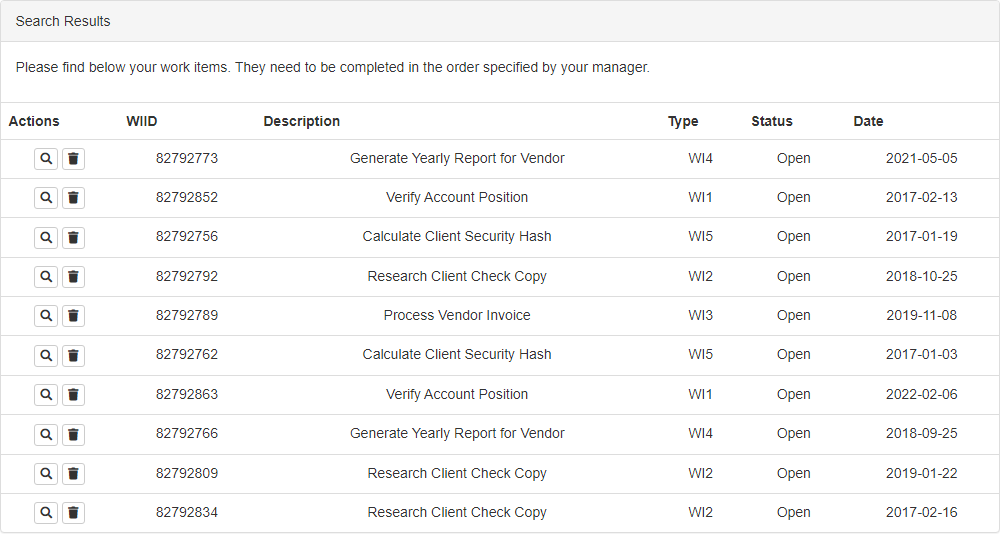 Search Results
Please find below your work items. They need to be completed in the order specified by your manager.
Actions WIID Description Type Status Date
82792773 Generate Yearly Report for Vendor WI4 Open 2021-05-05
82792852 Verify Account Position WI1 Open 2017-02-13
82792756 Calculate Client Security Hash WI5 Open 2017-01-19
82792792 Research Client Check Copy WI2 Open 2018-10-25
82792789 Process Vendor Invoice WI3 Open 2019-11-08
82792762 Calculate Client Security Hash WI5 Open 2017-01-03
82792863 Verify Account Position WI1 Open 2022-02-06
82792766 Generate Yearly Report for Vendor WI4 Open 2018-09-25
82792809 Research Client Check Copy WI2 Open 2019-01-22
82792834 Research Client Check Copy WI2 Open 2017-02-16